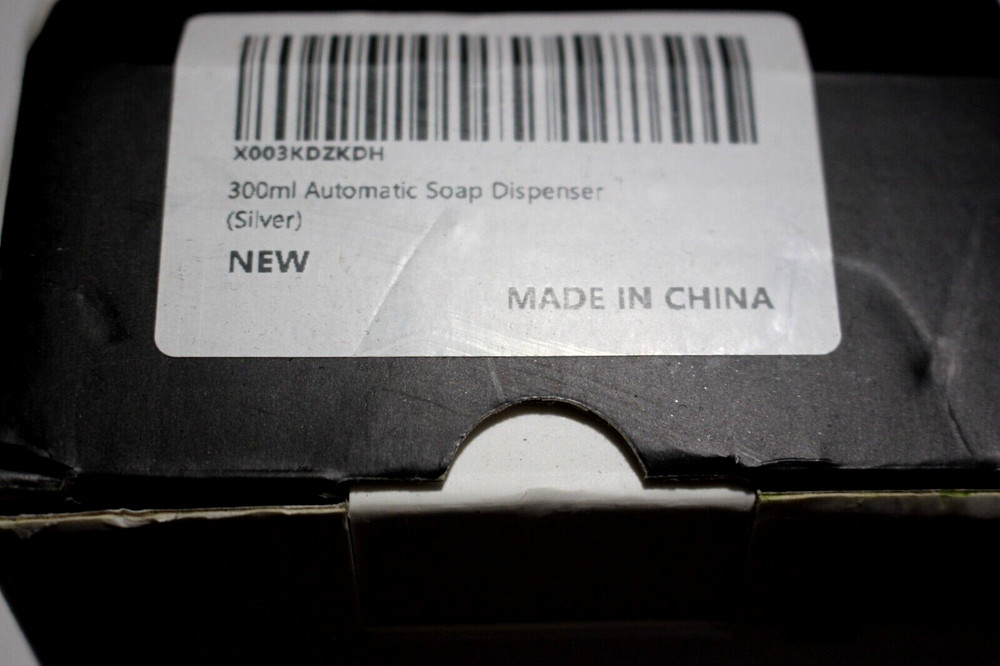 X003KDZKDH
300ml Automatic Soap Dispenser
(Silver)
NEW
MADE IN CHINA